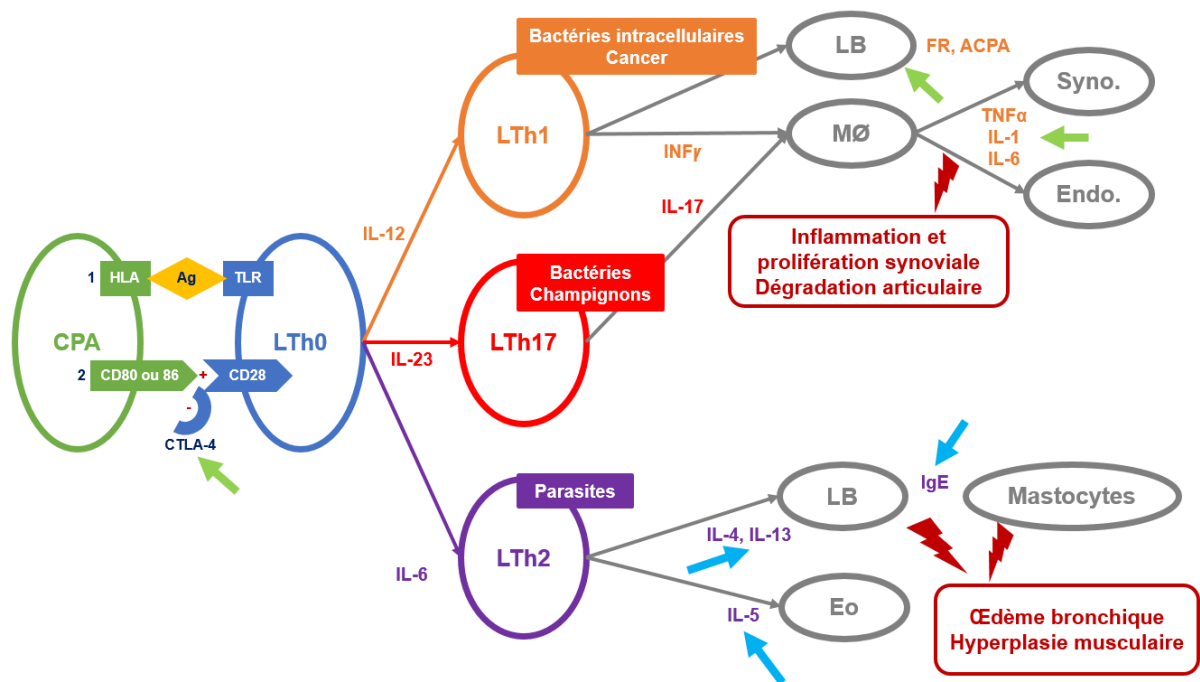 Bactéries intracellulaires
Cancer
LTh1
LB
FR, ACPA
Syno.
MØ
TNFα
IL-1
IL-6
INFγ
Endo.
IL-17
IL-12
Inflammation et
prolifération synoviale
Dégradation articulaire
1
HLA
Ag
TLR
Bactéries
Champignons
CPA
LTh0
LTh17
IL-23
2
CD80 ou 86
+
CD28
-
CTLA-4
Parasites
LTh2
IL-6
LB
IgE
Mastocytes
IL-4, IL-13
Eo
IL-5
Œdème bronchique
Hyperplasie musculaire